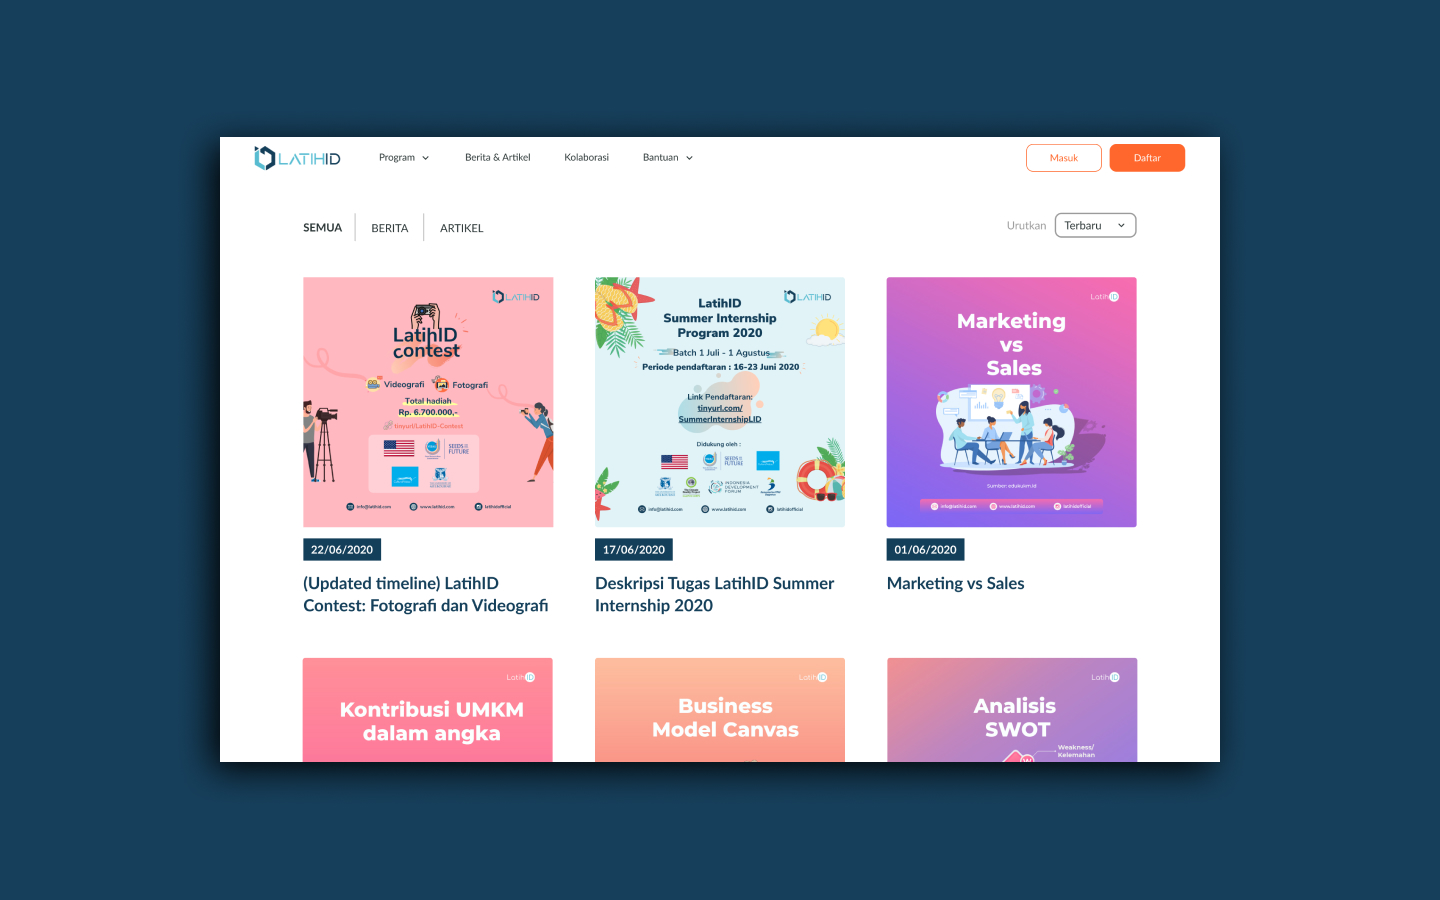 LATIHID
Program
Berita & Artikel
Kolaborasi
Bantuan
Masuk
Daftar
SEMUA
BERITA
ARTIKEL
Urutkan
Terbaru
LATIHID
LatihID
contest
Videografi
Fotografi
Total hadiah
Rp. 6.700.000,-
tinyurl/LatihID-Contest
SEEDS FOR THE
FUTURE
info@latihid.com
www.latihid.com
latihidofficial
22/06/2020
(Updated timeline) LatihID
Contest: Fotografi dan Videografi
LATIHID
LatihID
Summer Internship
Program 2020
Batch 1 Juli - 1 Agustus
Periode pendaftaran : 16-23 Juni 2020
Link Pendaftaran:
tinyurl.com/
SummerInternshipLID
Didukung oleh :
SEEDS FOR THE
FUTURE
INDONESIA
DEVELOPMENT
FORUM
info@latihid.com
www.latihid.com
latihidofficial
17/06/2020
Deskripsi Tugas LatihID Summer
Internship 2020
LatihID
Marketing
vs
Sales
Sumber: edukasim.id
info@latihid.com
www.latihid.com
latihidofficial
01/06/2020
Marketing vs Sales
LatihID
Kontribusi UMKM
dalam angka
LatihID
Business
Model Canvas
LatihID
Analisis
SWOT
Weakness/
Kelemahan
W